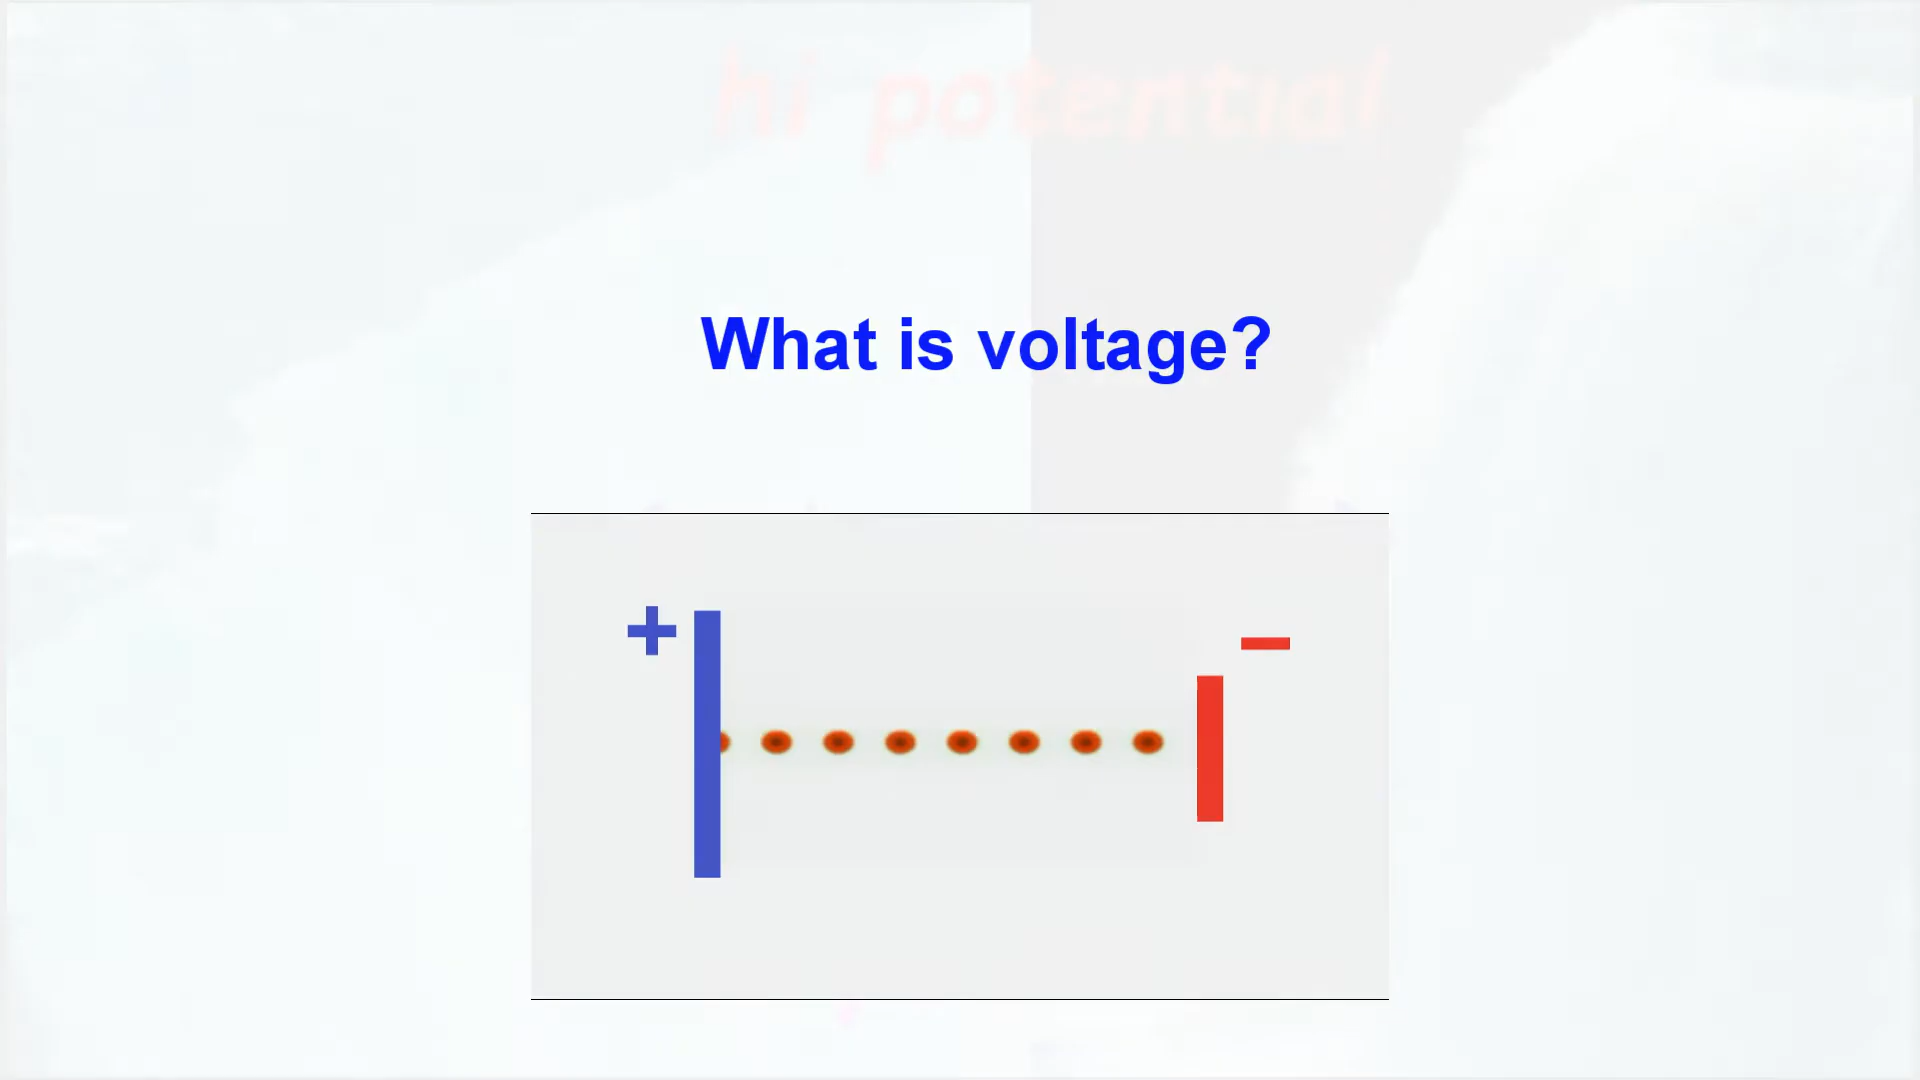 hi potential
What is voltage?
+
−